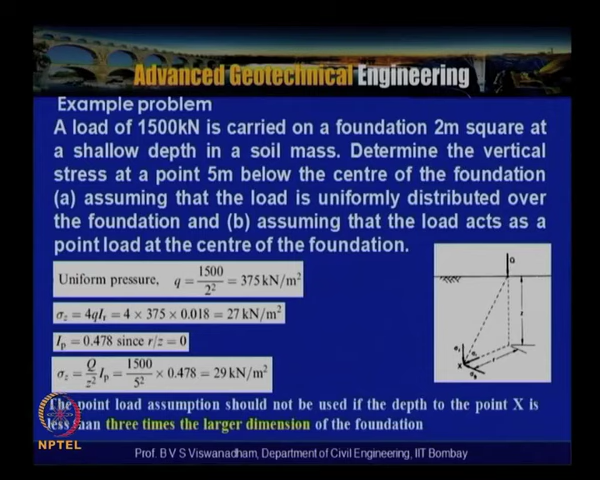 Advanced Geotechnical Engineering
Example problem
A load of 1500kN is carried on a foundation 2m square at
a shallow depth in a soil mass. Determine the vertical
stress at a point 5m below the centre of the foundation
(a) assuming that the load is uniformly distributed over
the foundation and (b) assuming that the load acts as a
point load at the centre of the foundation.
Uniform pressure, q = 1500/2² = 375 kN/m²
σz = 4qIr = 4 × 375 × 0.018 = 27 kN/m²
Ip = 0.478 since r/z = 0
σz = Q/z² Ip = 1500/5² × 0.478 = 29 kN/m²
Q
z
r
X
The point load assumption should not be used if the depth to the point X is
less than three times the larger dimension of the foundation
NPTEL
Prof. B V S Viswanadham, Department of Civil Engineering, IIT Bombay